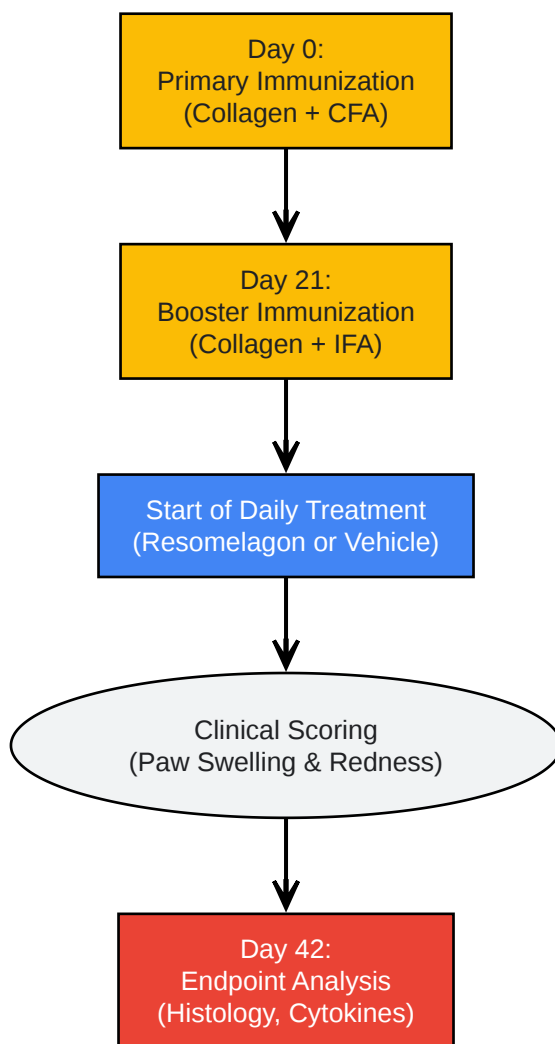 Day 0:
Primary Immunization
(Collagen + CFA)
Day 21:
Booster Immunization
(Collagen + IFA)
Start of Daily Treatment
(Resomelagon or Vehicle)
Clinical Scoring
(Paw Swelling & Redness)
Day 42:
Endpoint Analysis
(Histology, Cytokines)